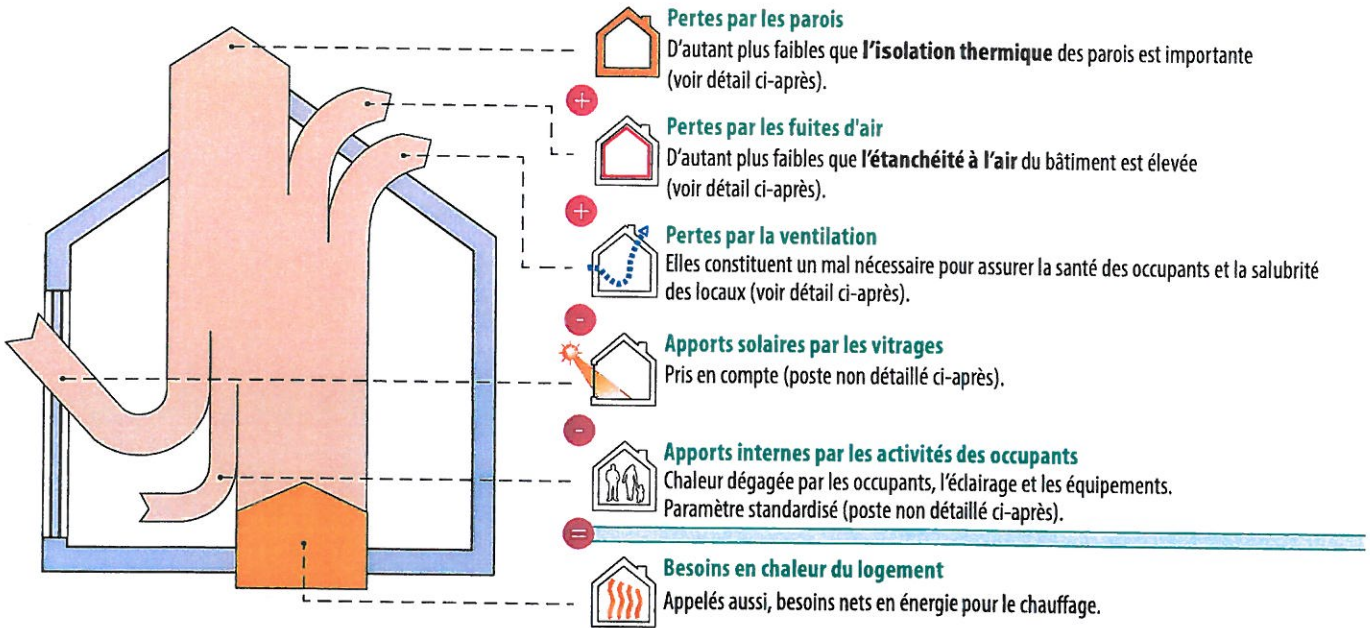 Pertes par les parois
D'autant plus faibles que l'isolation thermique des parois est importante
(voir détail ci-après).
+
Pertes par les fuites d'air
D'autant plus faibles que l'étanchéité à l'air du bâtiment est élevée
(voir détail ci-après).
+
Pertes par la ventilation
Elles constituent un mal nécessaire pour assurer la santé des occupants et la salubrité
des locaux (voir détail ci-après).
-
Apports solaires par les vitrages
Pris en compte (poste non détaillé ci-après).
-
Apports internes par les activités des occupants
Chaleur dégagée par les occupants, l'éclairage et les équipements.
Paramètre standardisé (poste non détaillé ci-après).
=
Besoins en chaleur du logement
Appelés aussi, besoins nets en énergie pour le chauffage.